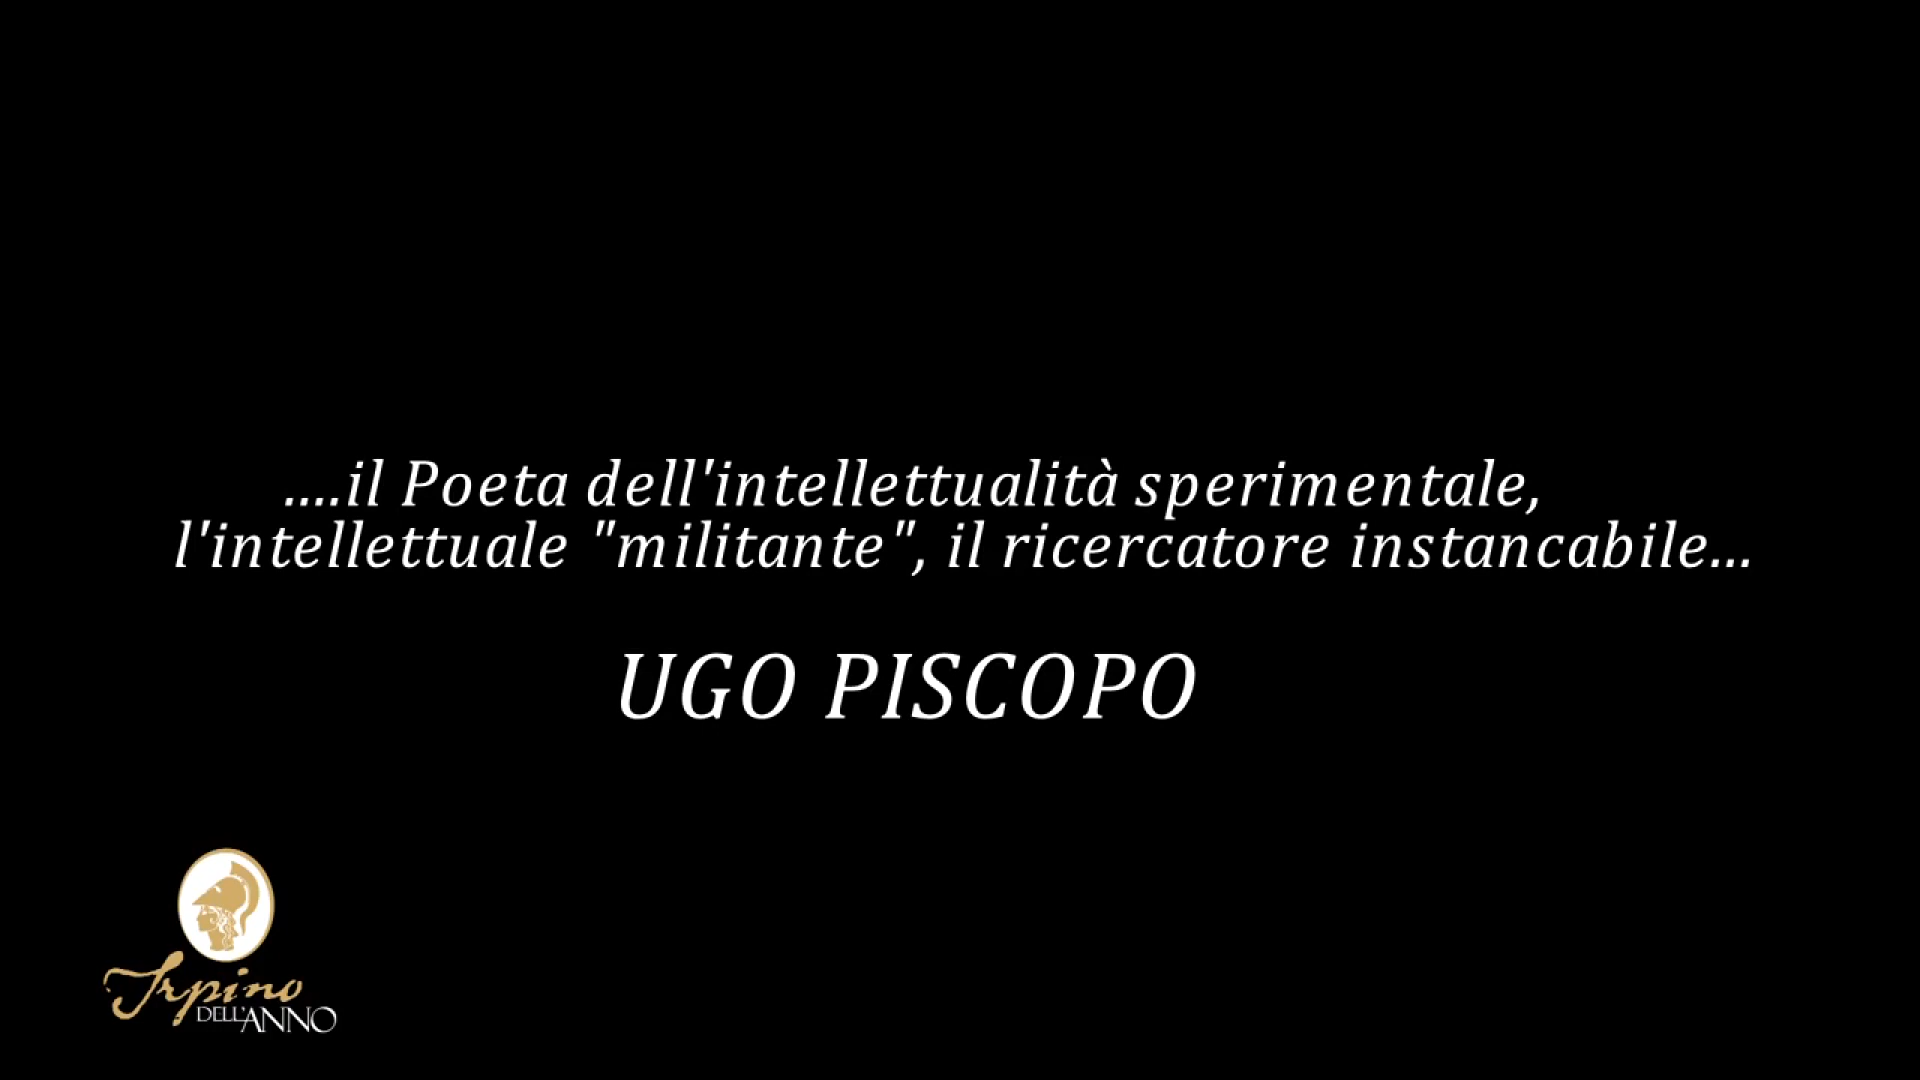 ....il Poeta dell'intellettualità sperimentale,
l'intellettuale "militante", il ricercatore instancabile...
UGO PISCOPO
Irpino
DELL'ANNO